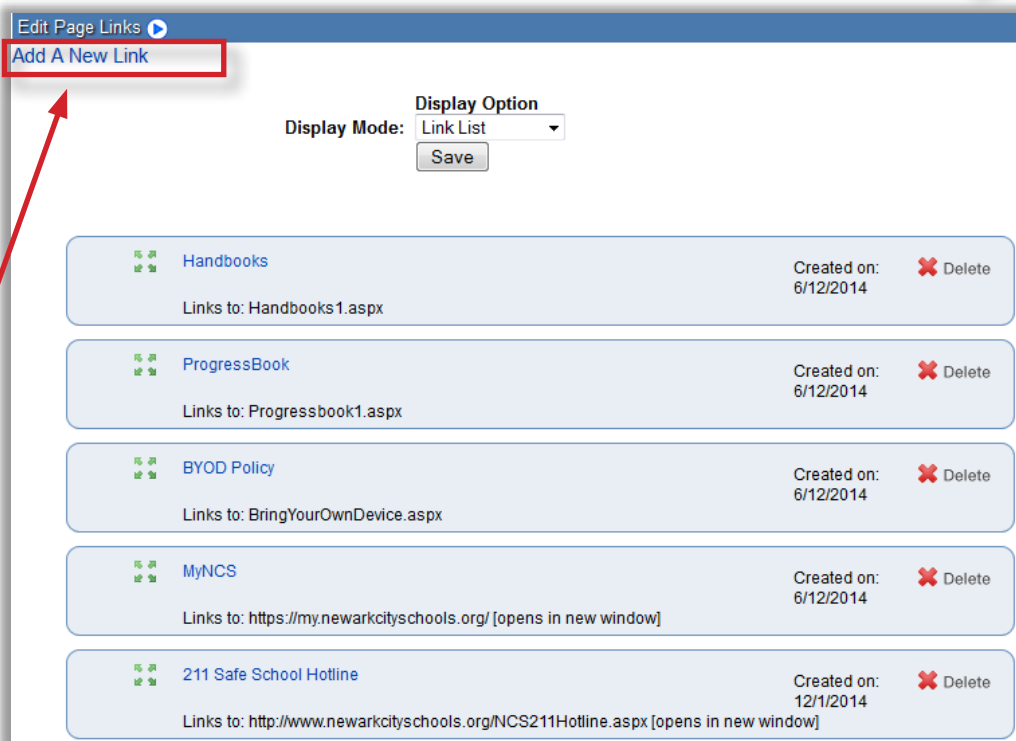 Edit Page Links
Add A New Link
Display Option
Display Mode: Link List
Save
Handbooks
Created on: 6/12/2014
Delete
Links to: Handbooks1.aspx
ProgressBook
Created on: 6/12/2014
Delete
Links to: Progressbook1.aspx
BYOD Policy
Created on: 6/12/2014
Delete
Links to: BringYourOwnDevice.aspx
MyNCS
Created on: 6/12/2014
Delete
Links to: https://my.newarkcityschools.org/ [opens in new window]
211 Safe School Hotline
Created on: 12/1/2014
Delete
Links to: http://www.newarkcityschools.org/NCS211Hotline.aspx [opens in new window]